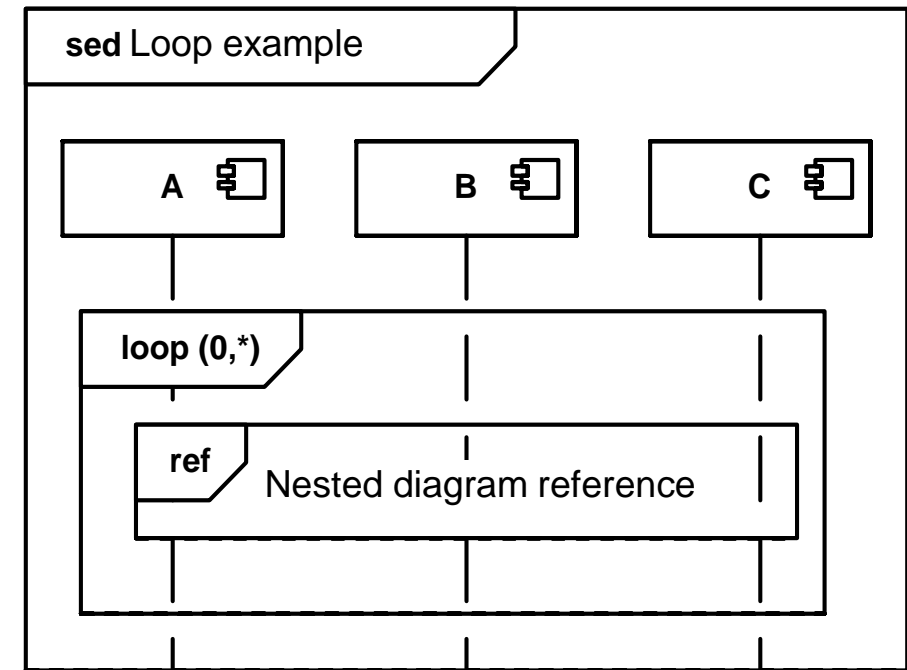 sed Loop example
A
B
C
loop (0,*)
ref
Nested diagram reference